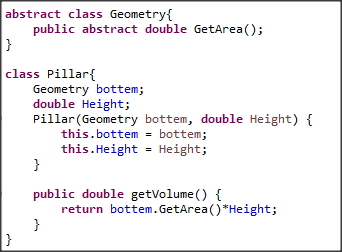 abstract class Geometry{
    public abstract double GetArea();
}

class Pillar{
    Geometry bottem;
    double Height;
    Pillar(Geometry bottem, double Height) {
        this.bottem = bottem;
        this.Height = Height;
    }

    public double getVolume() {
        return bottem.GetArea()*Height;
    }
}